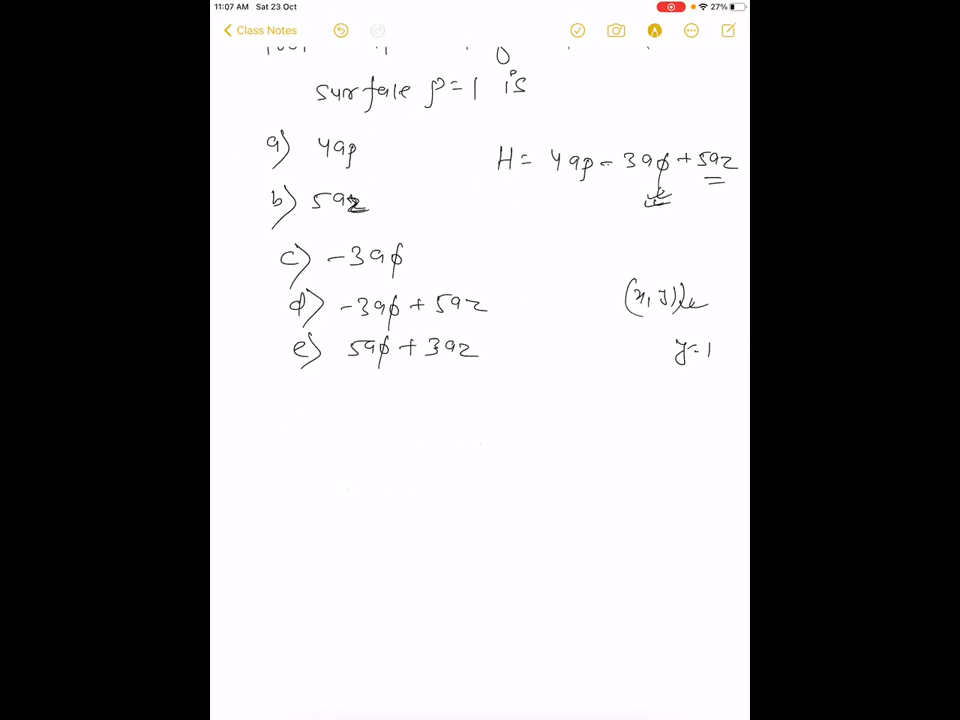 11:07 AM Sat 23 Oct 27%
Class Notes
surface ρ=1 is
a) 4aρ
H = 4aρ - 3aϕ + 5az
b) 5az
c) -3aϕ
d) -3aϕ + 5az
(x, y)
e) 5aϕ + 3az
y=1